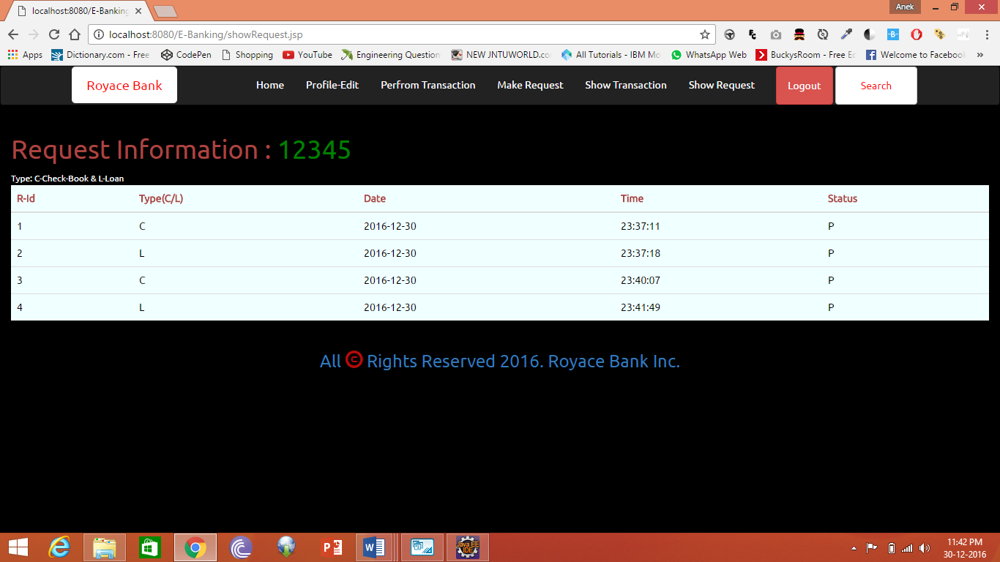 localhost:8080/E-Banking
Anek
localhost:8080/E-Banking/showRequest.jsp
Apps Dictionary.com - Free CodePen Shopping YouTube Engineering Question NEW JNTUWORLD.co All Tutorials - IBM Mo WhatsApp Web BuckysRoom - Free Ec Welcome to Facebook »
Royace Bank Home Profile-Edit Perfrom Transaction Make Request Show Transaction Show Request Logout Search
Request Information : 12345
Type: C-Check-Book & L-Loan
R-Id Type(C/L) Date Time Status
1 C 2016-12-30 23:37:11 P
2 L 2016-12-30 23:37:18 P
3 C 2016-12-30 23:40:07 P
4 L 2016-12-30 23:41:49 P
All © Rights Reserved 2016. Royace Bank Inc.
Java EE
IDE
11:42 PM
30-12-2016